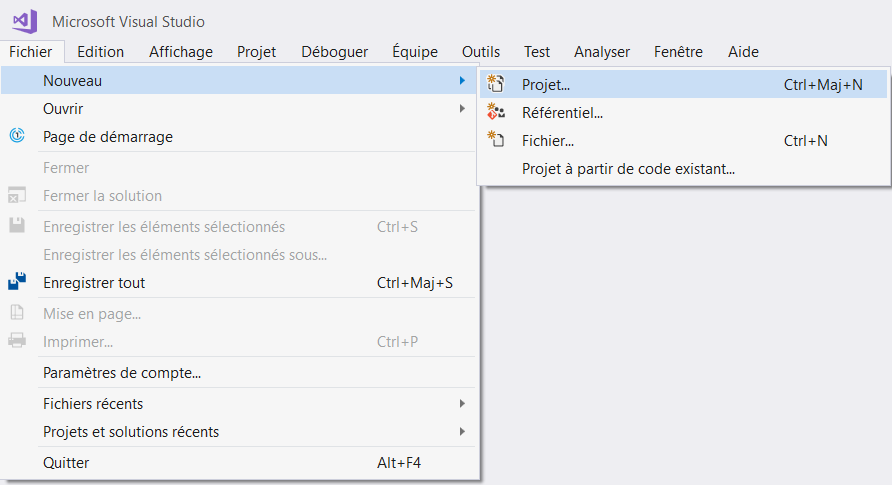 Microsoft Visual Studio
Fichier Edition Affichage Projet Déboguer Équipe Outils Test Analyser Fenêtre Aide
Nouveau
Projet... Ctrl+Maj+N
Référentiel...
Fichier... Ctrl+N
Projet à partir de code existant...
Ouvrir
Page de démarrage
Fermer
Fermer la solution
Enregistrer les éléments sélectionnés Ctrl+S
Enregistrer les éléments sélectionnés sous...
Enregistrer tout Ctrl+Maj+S
Mise en page...
Imprimer... Ctrl+P
Paramètres de compte...
Fichiers récents
Projets et solutions récents
Quitter Alt+F4